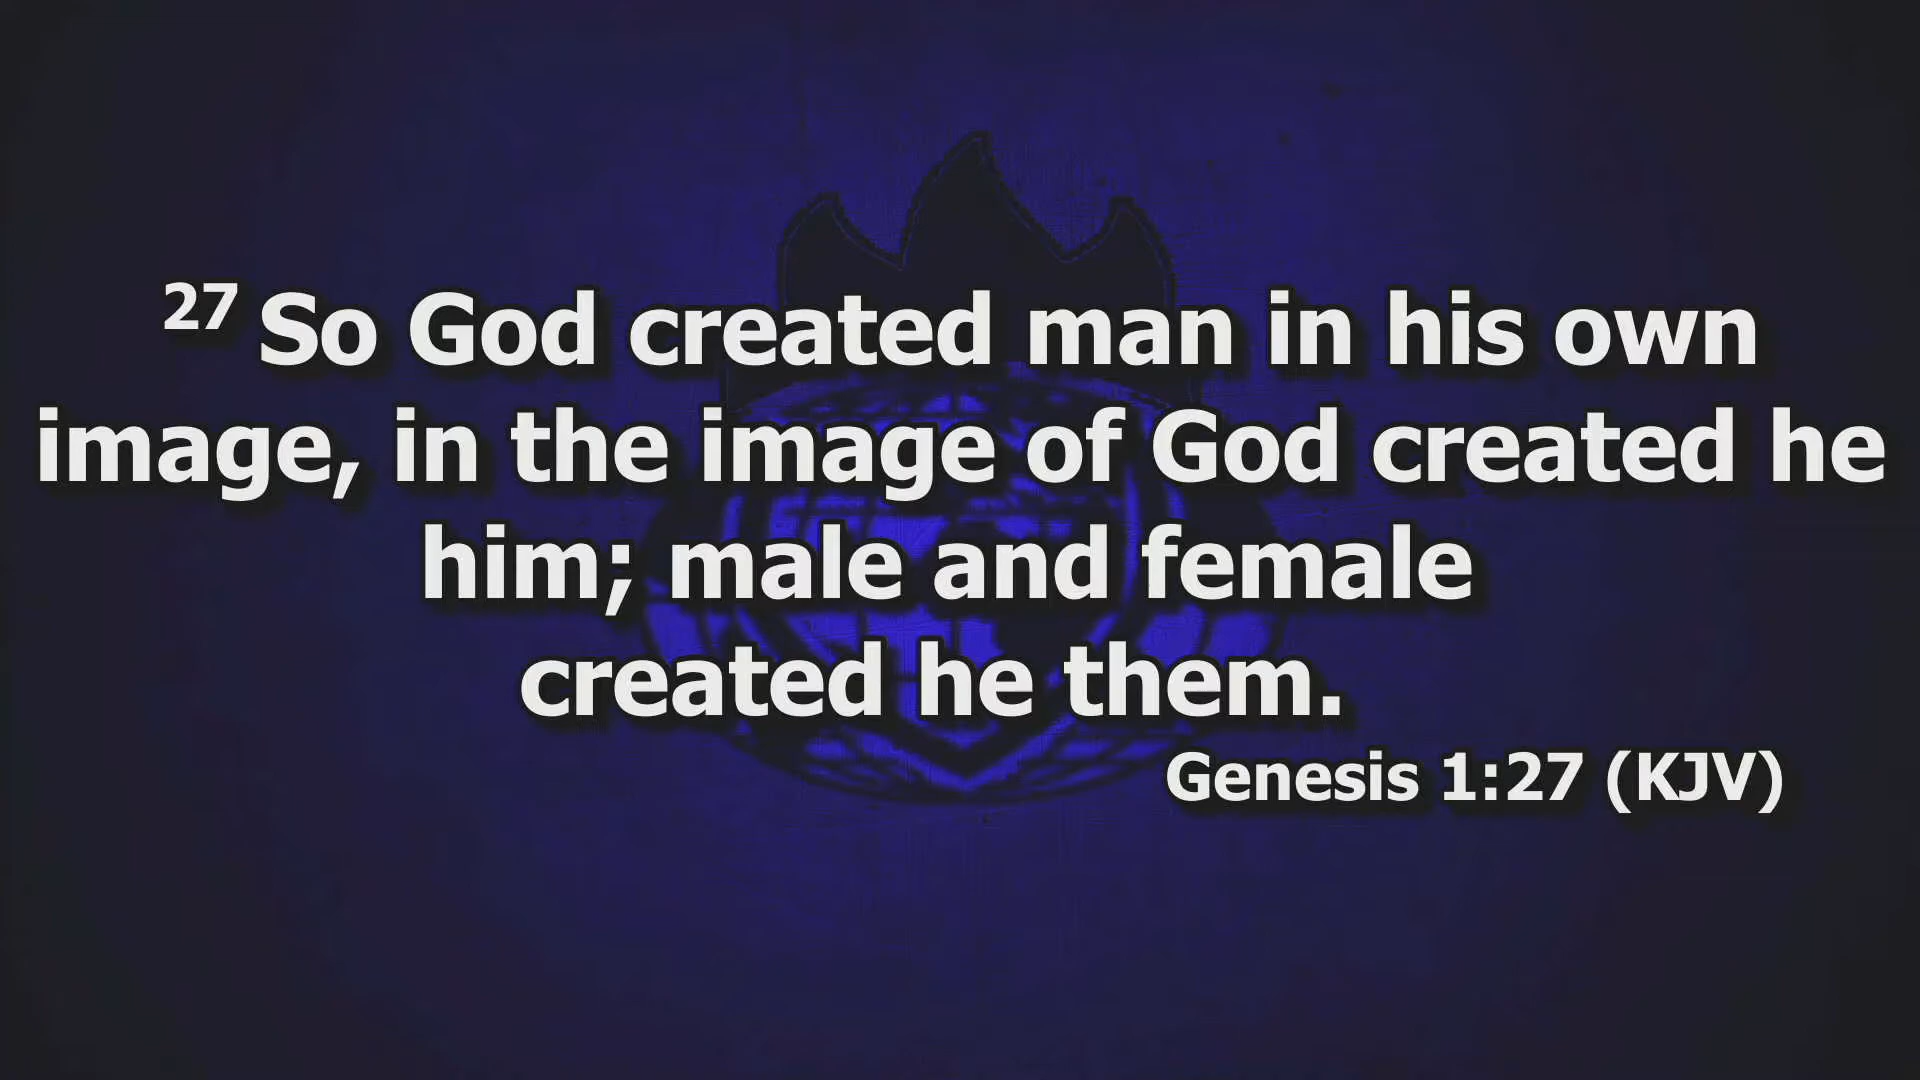 27 So God created man in his own
image, in the image of God created he
him; male and female
created he them.
Genesis 1:27 (KJV)